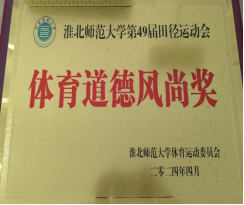 淮北师范大学第49届田径运动会
体育道德风尚奖
淮北师范大学体育运动委员会
二〇二四年四月